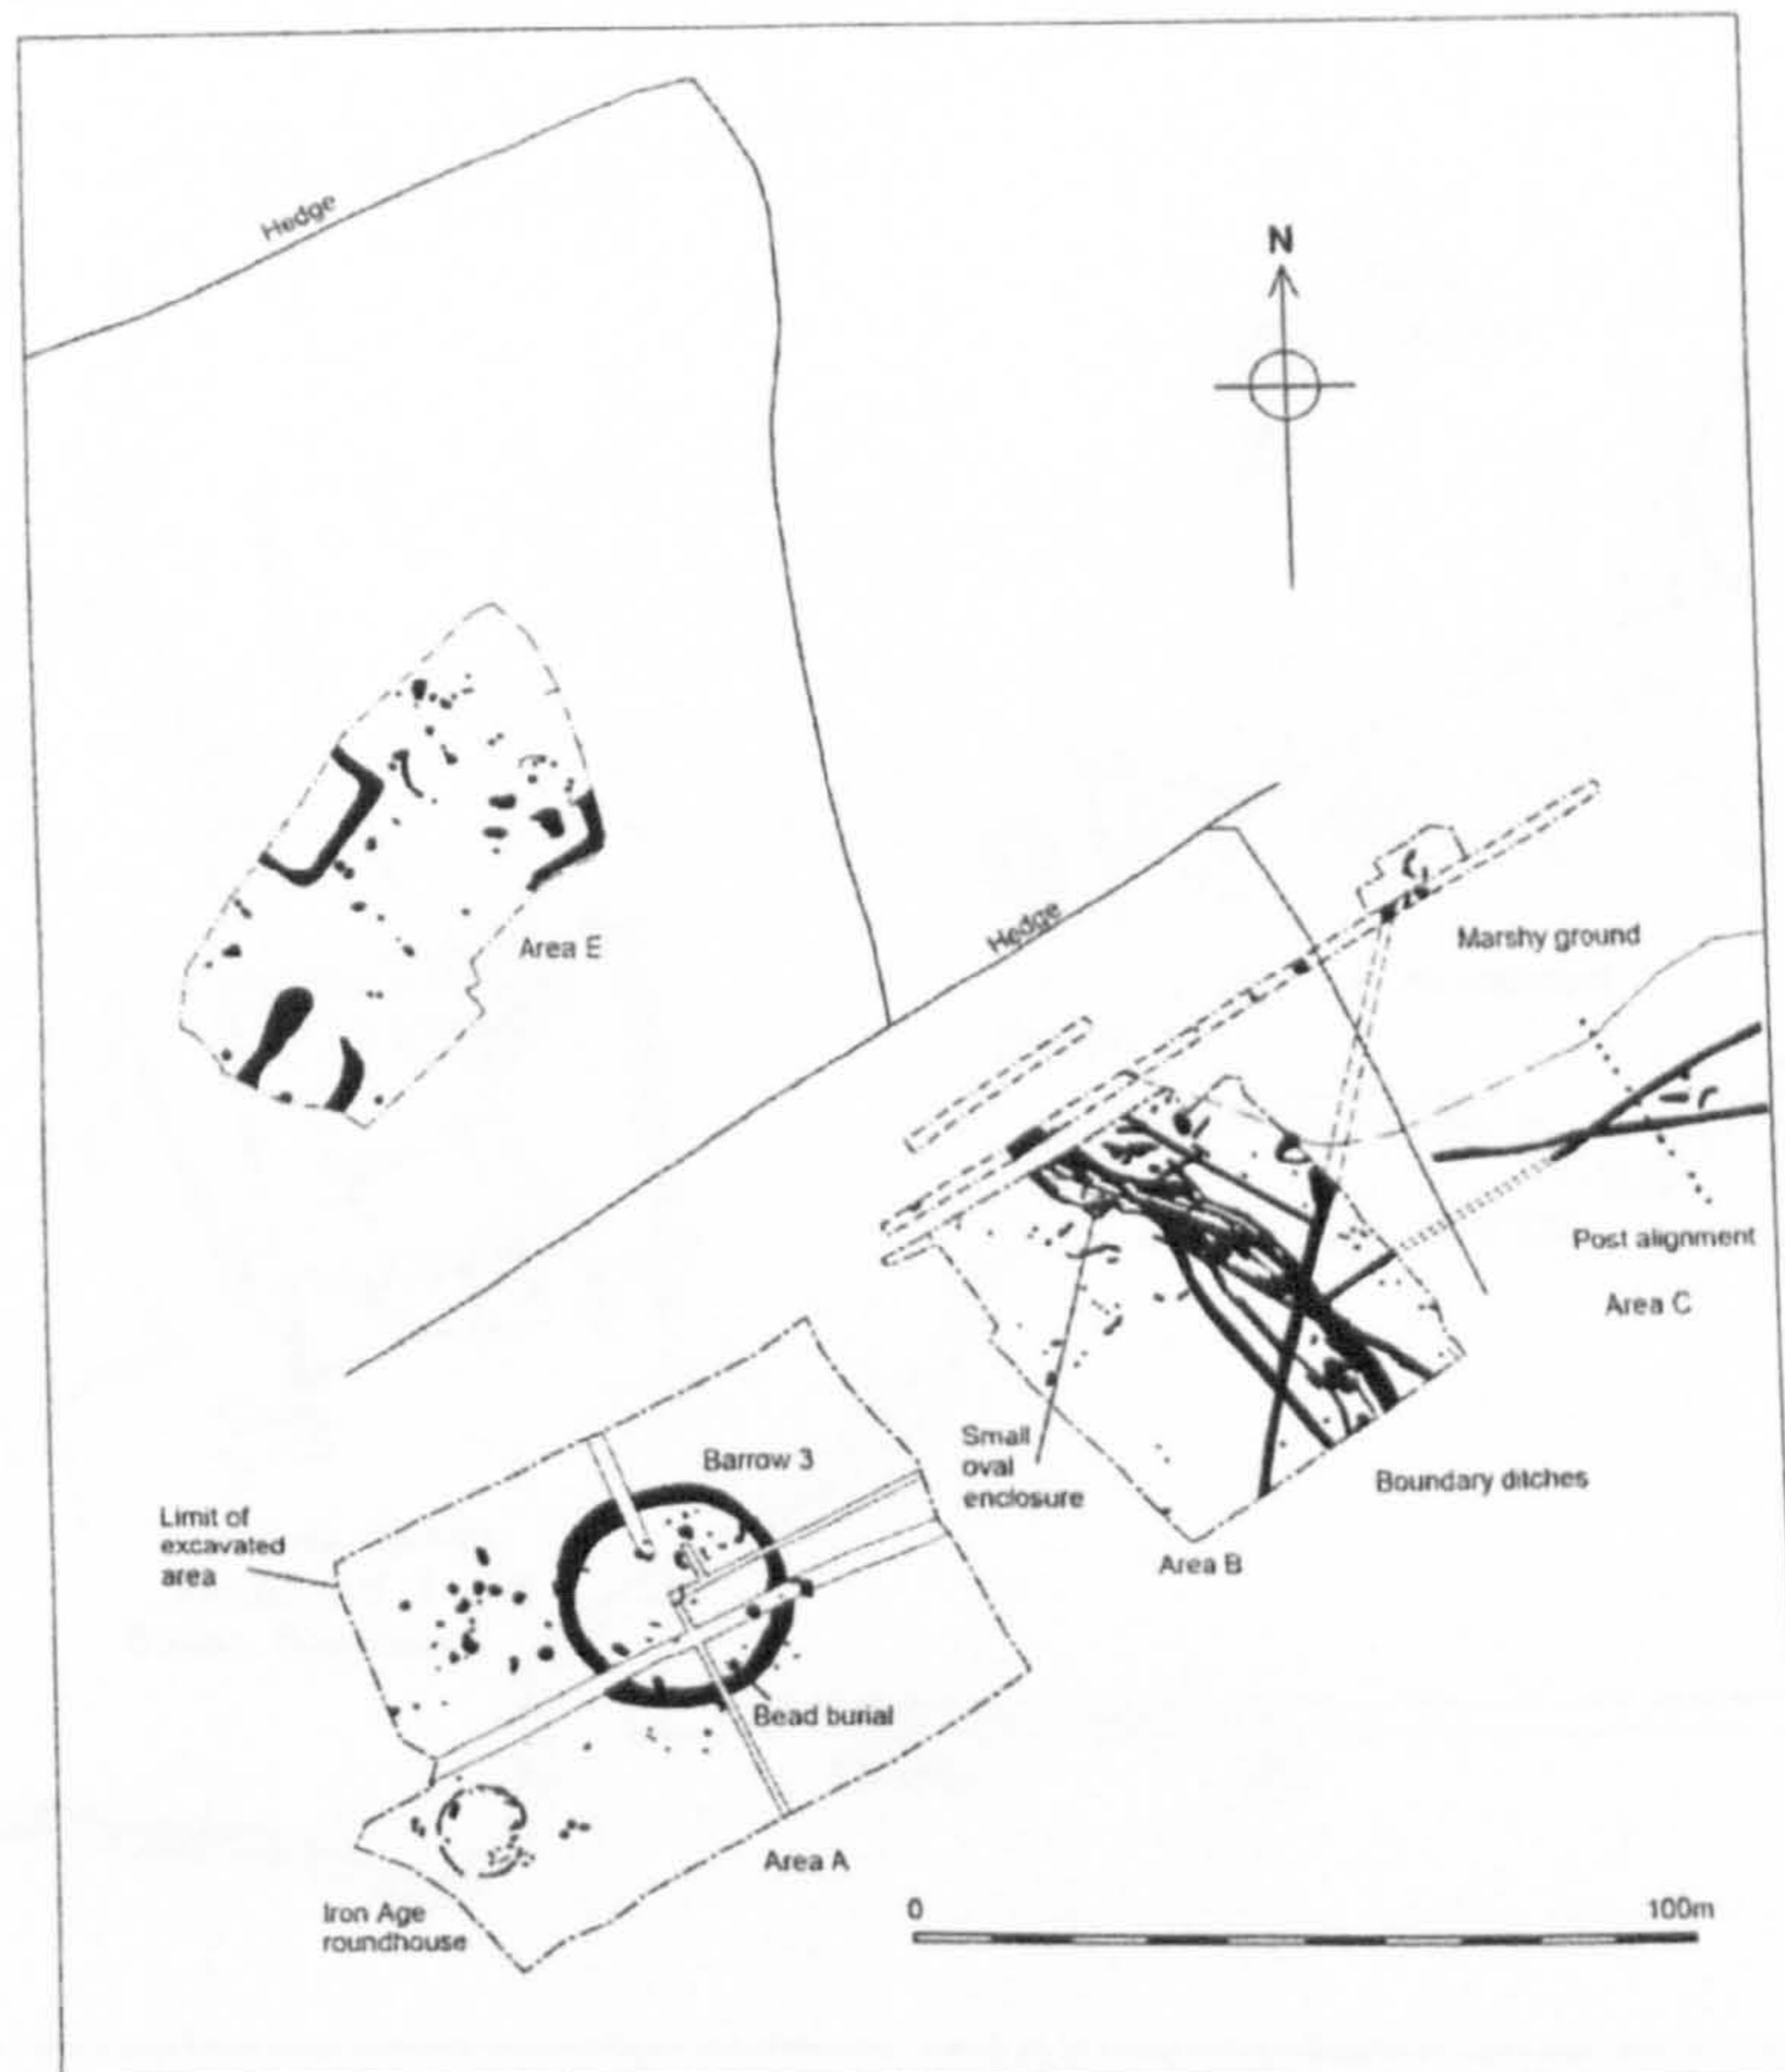 Hedge
N
Area E
Hedge
Marshy ground
Post alignment
Area C
Small
oval
enclosure
Boundary ditches
Area B
Barrow 3
Limit of
excavated
area
Bead burial
Area A
Iron Age
roundhouse
0
100m